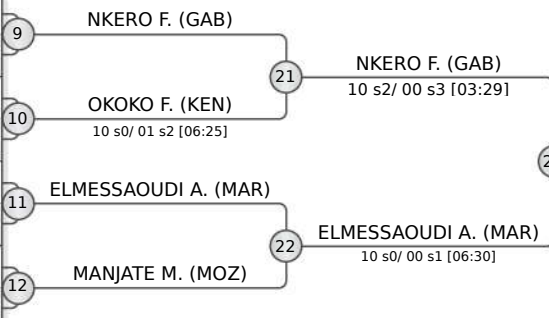 9
NKERO F. (GAB)
21
NKERO F. (GAB)
10 s2/ 00 s3 [03:29]
10
OKOKO F. (KEN)
10 s0/ 01 s2 [06:25]
11
ELMESSAOUDI A. (MAR)
22
ELMESSAOUDI A. (MAR)
10 s0/ 00 s1 [06:30]
12
MANJATE M. (MOZ)